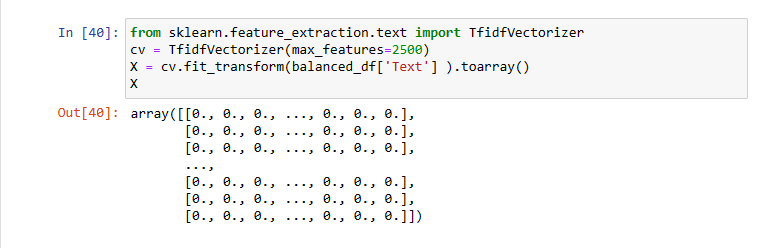 In [40]: from sklearn.feature_extraction.text import TfidfVectorizer
cv = TfidfVectorizer(max_features=2500)
X = cv.fit_transform(balanced_df['Text'] ).toarray()
X
Out[40]: array([[0., 0., 0., ..., 0., 0., 0.],
[0., 0., 0., ..., 0., 0., 0.],
[0., 0., 0., ..., 0., 0., 0.],
...,
[0., 0., 0., ..., 0., 0., 0.],
[0., 0., 0., ..., 0., 0., 0.],
[0., 0., 0., ..., 0., 0., 0.]])